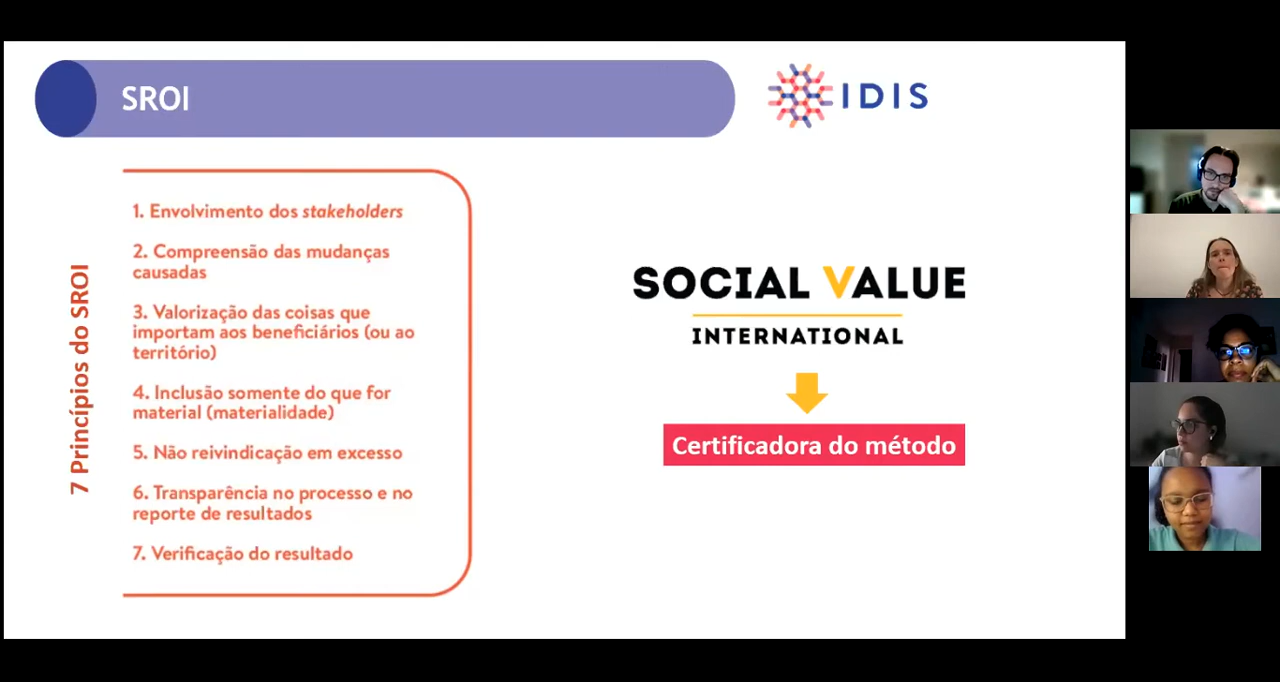 SROI
IDIS
7 Princípios do SROI
1. Envolvimento dos stakeholders
2. Compreensão das mudanças
causadas
3. Valorização das coisas que
importam aos beneficiários (ou ao
território)
4. Inclusão somente do que for
material (materialidade)
5. Não reivindicação em excesso
6. Transparência no processo e no
reporte de resultados
7. Verificação do resultado
SOCIAL VALUE
INTERNATIONAL
Certificadora do método